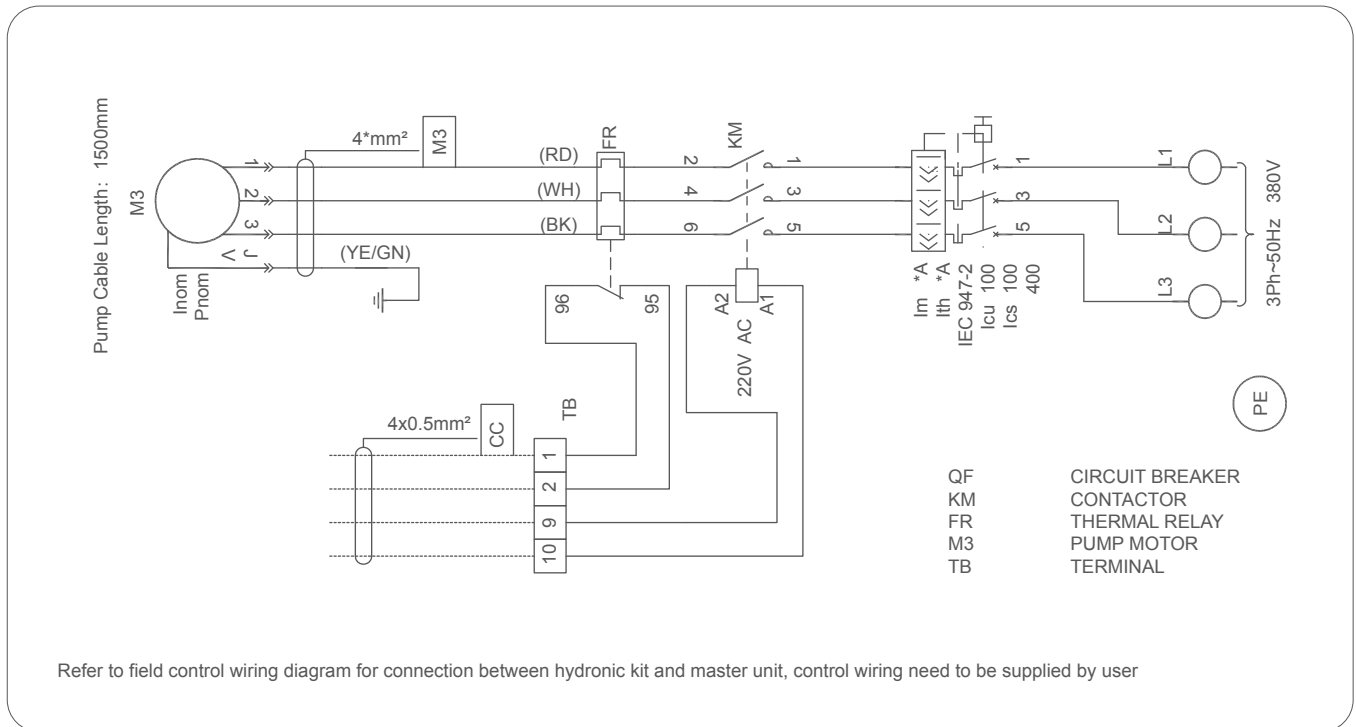 Pump Cable Length: 1500mm
M3
1
2
3
J
V
Inom
Pnom
4*mm²
M3
(RD)
(WH)
(BK)
(YE/GN)
FR
2
4
6
KM
1
3
5
96
95
A2
A1
220V AC
Im *A
Ith *A
IEC 947-2
Icu 100
Ics 100
400
1
3
5
L1
L2
L3
3Ph~50Hz 380V
PE
4x0.5mm²
CC
TB
1
2
9
10
QF CIRCUIT BREAKER
KM CONTACTOR
FR THERMAL RELAY
M3 PUMP MOTOR
TB TERMINAL
Refer to field control wiring diagram for connection between hydronic kit and master unit, control wiring need to be supplied by user